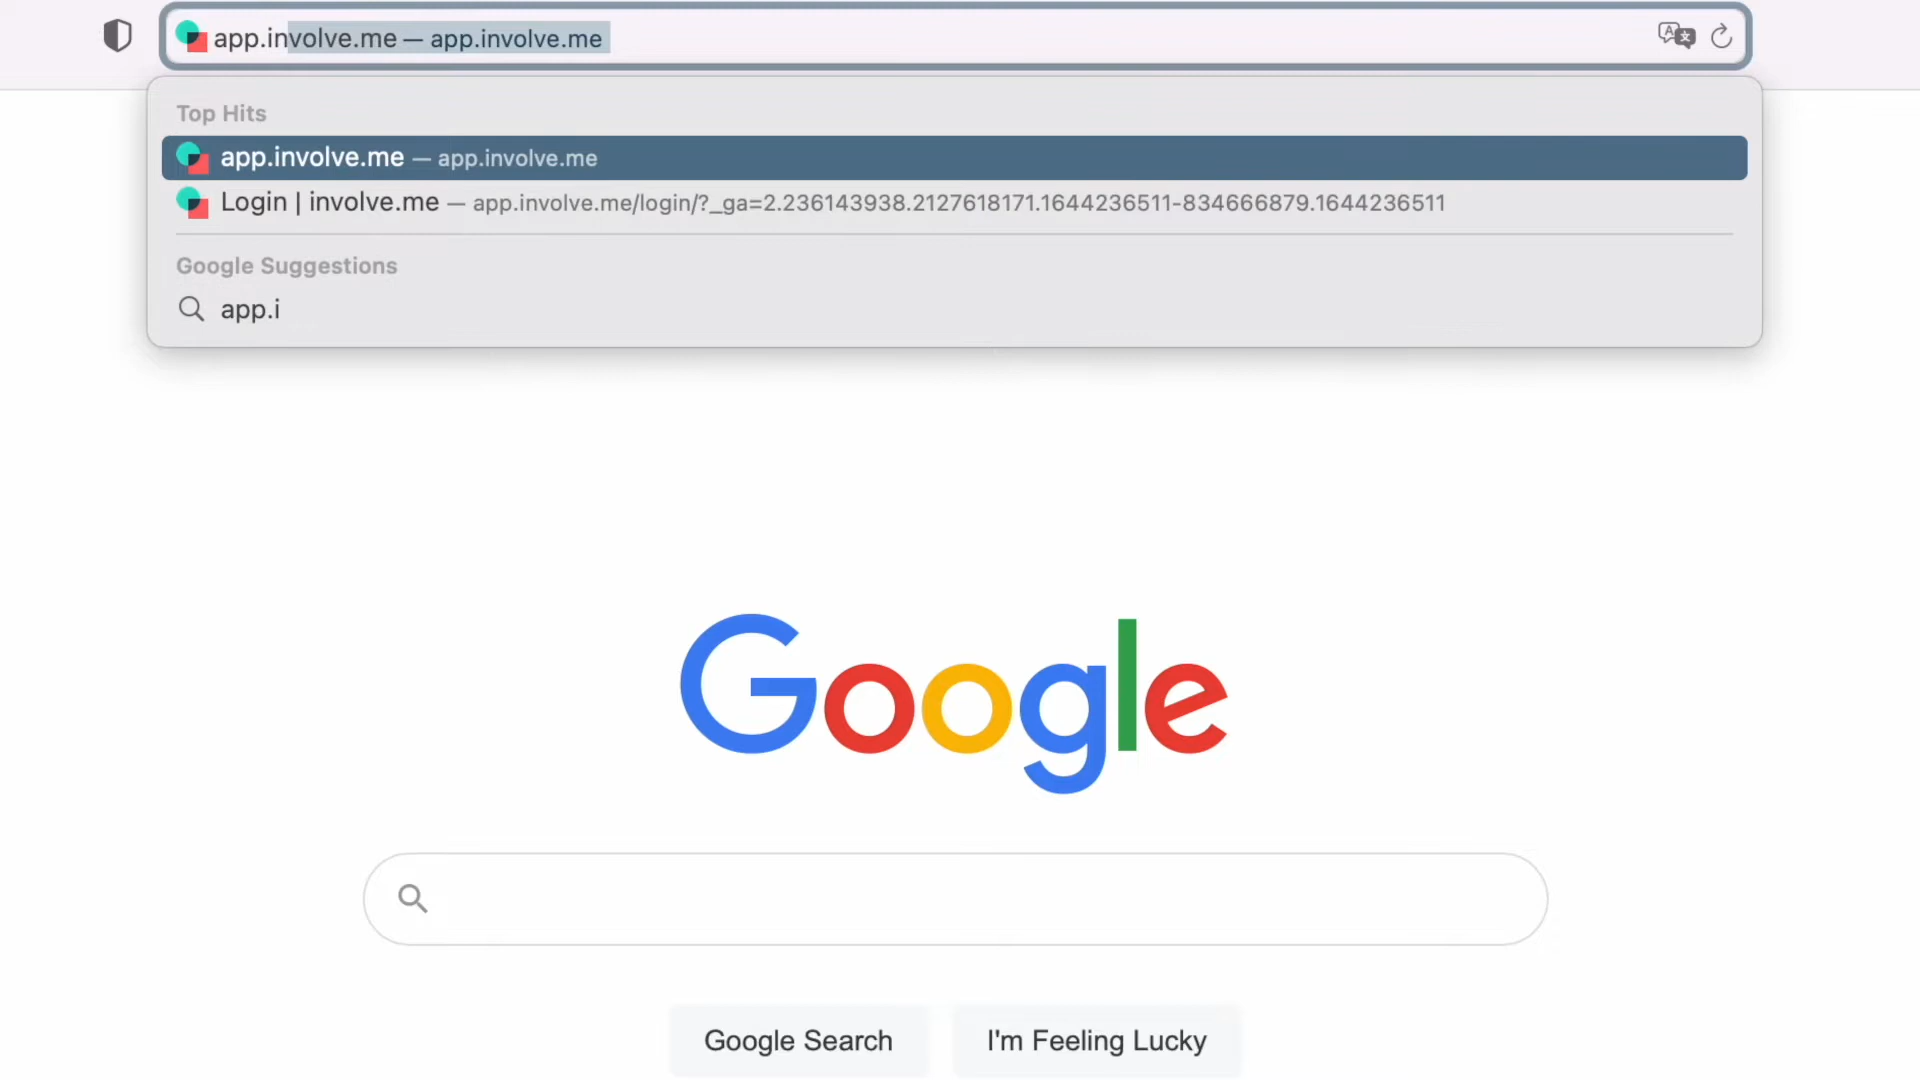 app.involve.me — app.involve.me
Top Hits
app.involve.me — app.involve.me
Login | involve.me — app.involve.me/login/?_ga=2.236143938.2127618171.1644236511-834666879.1644236511
Google Suggestions
app.i
Google
Google Search
I'm Feeling Lucky